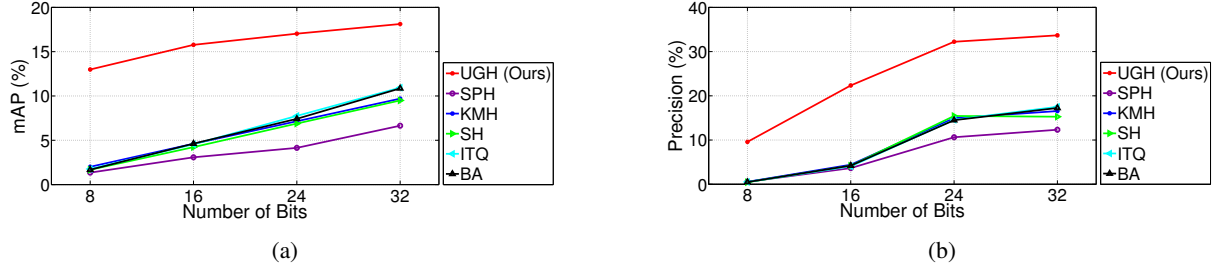 20
15
10
5
0
mAP (%)
8 16 24 32
Number of Bits
UGH (Ours)
SPH
KMH
SH
ITQ
BA
(a)
40
30
20
10
0
Precision (%)
8 16 24 32
Number of Bits
UGH (Ours)
SPH
KMH
SH
ITQ
BA
(b)